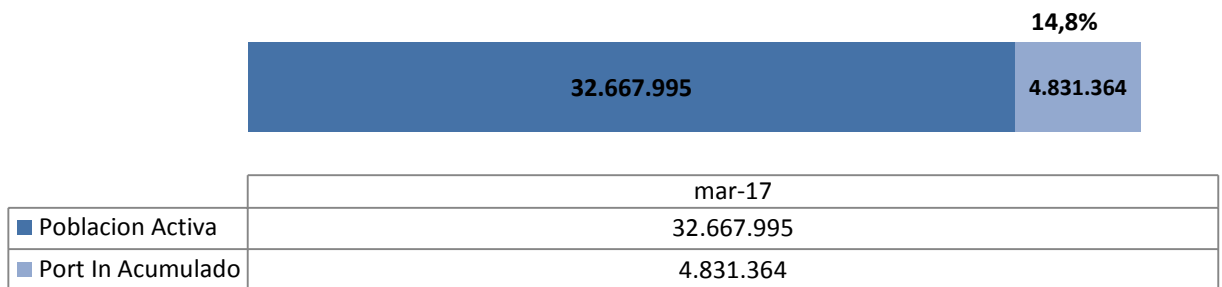 14,8%
32.667.995 4.831.364
mar-17
Poblacion Activa 32.667.995
Port In Acumulado 4.831.364